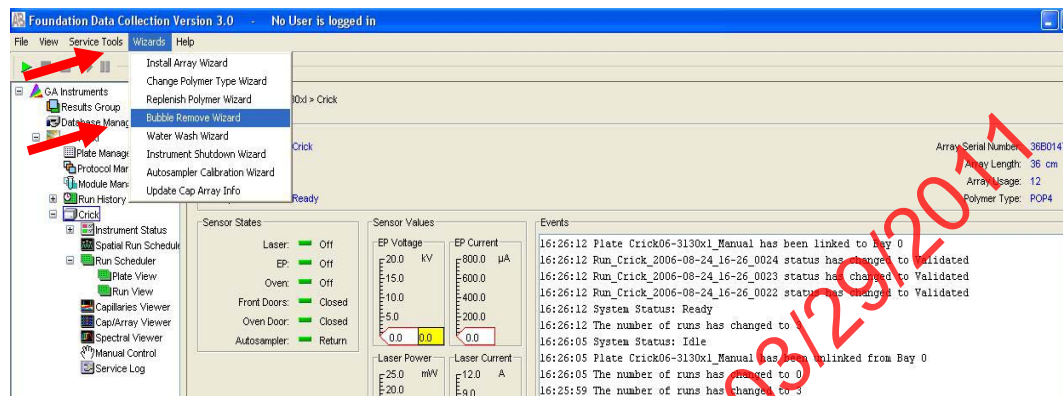 AB Foundation Data Collection Version 3.0 - No User is logged in
File View Service Tools Wizards Help
Install Array Wizard
Change Polymer Type Wizard
Replenish Polymer Wizard
Bubble Remove Wizard
Water Wash Wizard
Instrument Shutdown Wizard
Autosampler Calibration Wizard
Update Cap Array Info
GA Instruments
Results Group
Database Manag
Plate Manage
Protocol Man
Module Mana
Run History
Crick
Instrument Status
Spatial Run Schedule
Run Scheduler
Plate View
Run View
Capillaries Viewer
Cap/Array Viewer
Spectral Viewer
Manual Control
Service Log
0xl > Crick
Crick
Ready
Array Serial Number: 36B014
Array Length: 36 cm
Array Usage: 12
Polymer Type: POP4
Sensor States
Laser: Off
EP: Off
Oven: Off
Front Doors: Closed
Oven Door: Closed
Autosampler: Return
Sensor Values
EP Voltage
20.0 kV
15.0
10.0
5.0
0.0 0.0
EP Current
800.0 µA
600.0
400.0
200.0
0.0
Laser Power
25.0 mW
20.0
Laser Current
12.0 A
9.0
Events
16:26:12 Plate Crick06-3130xl_Manual has been linked to Bay 0
16:26:12 Run_Crick_2006-08-24_16-26_0024 status has changed to Validated
16:26:12 Run_Crick_2006-08-24_16-26_0023 status has changed to Validated
16:26:12 Run_Crick_2006-08-24_16-26_0022 status has changed to Validated
16:26:12 System Status: Ready
16:26:12 The number of runs has changed to 3
16:26:05 System Status: Idle
16:26:05 Plate Crick06-3130xl_Manual has been unlinked from Bay 0
16:26:05 The number of runs has changed to 0
16:25:59 The number of runs has changed to 3
03/29/2011